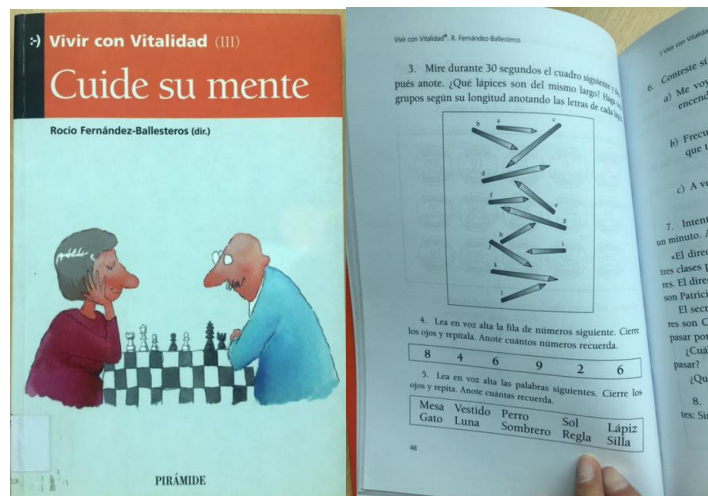 :-) Vivir con Vitalidad (III)
Cuide su mente
Rocío Fernández-Ballesteros (dir.)
PIRÁMIDE
Vivir con Vitalidad®. R. Fernández-Ballesteros
3. Mire durante 30 segundos el cuadro siguiente y
pués anote. ¿Qué lápices son del mismo largo? Haga
grupos según su longitud anotando las letras de cada
b a c
d
e
f
g
h
i
k
l
4. Lea en voz alta la fila de números siguiente. Cierre
los ojos y repítala. Anote cuántos números recuerda.
8 4 6 9 2 6
5. Lea en voz alta las palabras siguientes. Cierre los
ojos y repita. Anote cuántas recuerda.
Mesa Vestido Perro Sol Lápiz
Gato Luna Sombrero Regla Silla
48
Vivir con
6. Conteste
a) Me voy
encend
b) Frecu
que
c) A
7. Intent
un minuto.
«El direc
tres clases
res. El dire
son Patrici
El secr
res son C
pasar por
¿Cuá
pasar?
¿Qu
8.
tes: